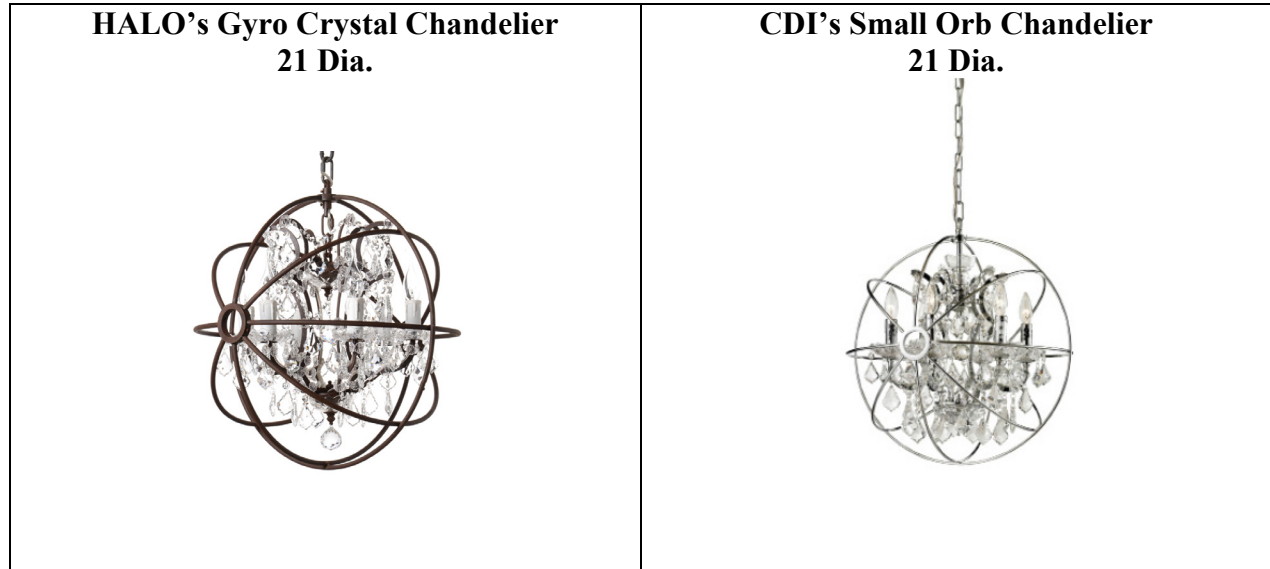 HALO’s Gyro Crystal Chandelier
21 Dia.
CDI’s Small Orb Chandelier
21 Dia.